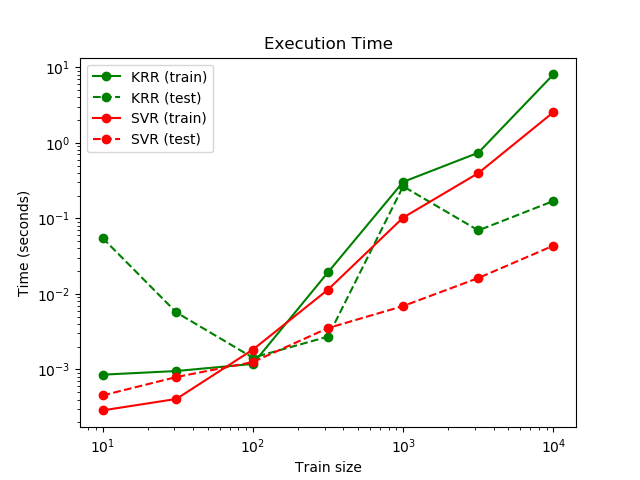 Execution Time
KRR (train)
KRR (test)
SVR (train)
SVR (test)
10¹
10⁰
10⁻¹
10⁻²
10⁻³
Time (seconds)
10¹ 10² 10³ 10⁴
Train size